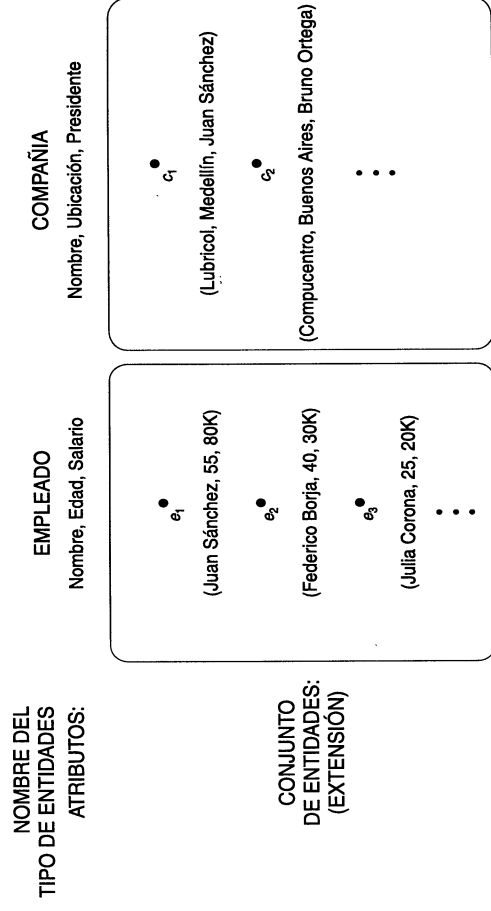 NOMBRE DEL
TIPO DE ENTIDADES
ATRIBUTOS:
EMPLEADO
Nombre, Edad, Salario
COMPAÑIA
Nombre, Ubicación, Presidente
CONJUNTO
DE ENTIDADES:
(EXTENSIÓN)
e1
(Juan Sánchez, 55, 80K)
e2
(Federico Borja, 40, 30K)
e3
(Julia Corona, 25, 20K)
c1
(Lubricol, Medellín, Juan Sánchez)
c2
(Compucentro, Buenos Aires, Bruno Ortega)